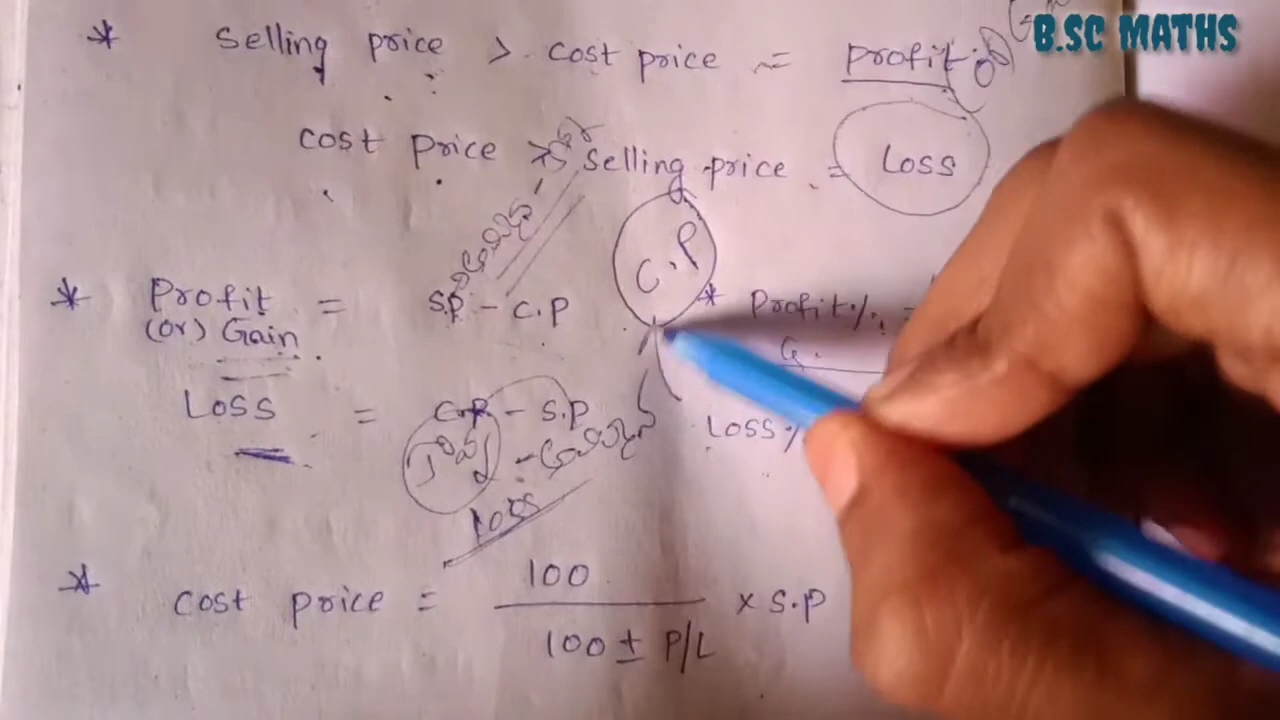 B.SC MATHS
* Selling price > cost price = profit
cost price > selling price = Loss
C.P
* Profit = S.P - C.P
(or) Gain
* Profit%
G.
Loss = C.P - S.P
Loss%
Loss
* cost price = 100 / 100 ± P/L × S.P